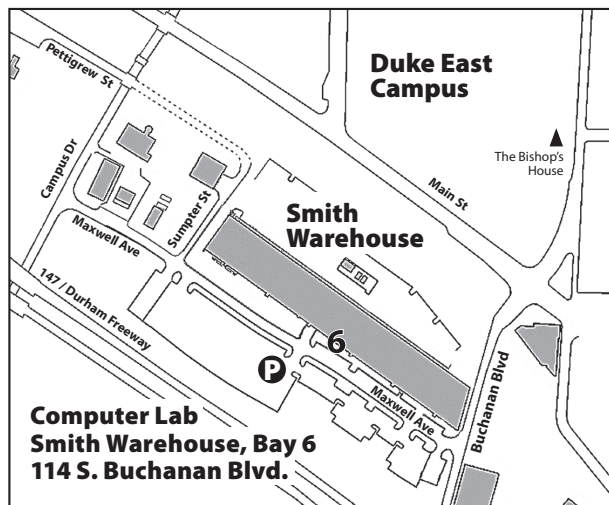 Pettigrew St
Duke East
Campus
The Bishop's
House
Campus Dr
Main St
Sumpter St
Smith
Warehouse
Maxwell Ave
147 / Durham Freeway
6
P
Maxwell Ave
Buchanan Blvd
Computer Lab
Smith Warehouse, Bay 6
114 S. Buchanan Blvd.